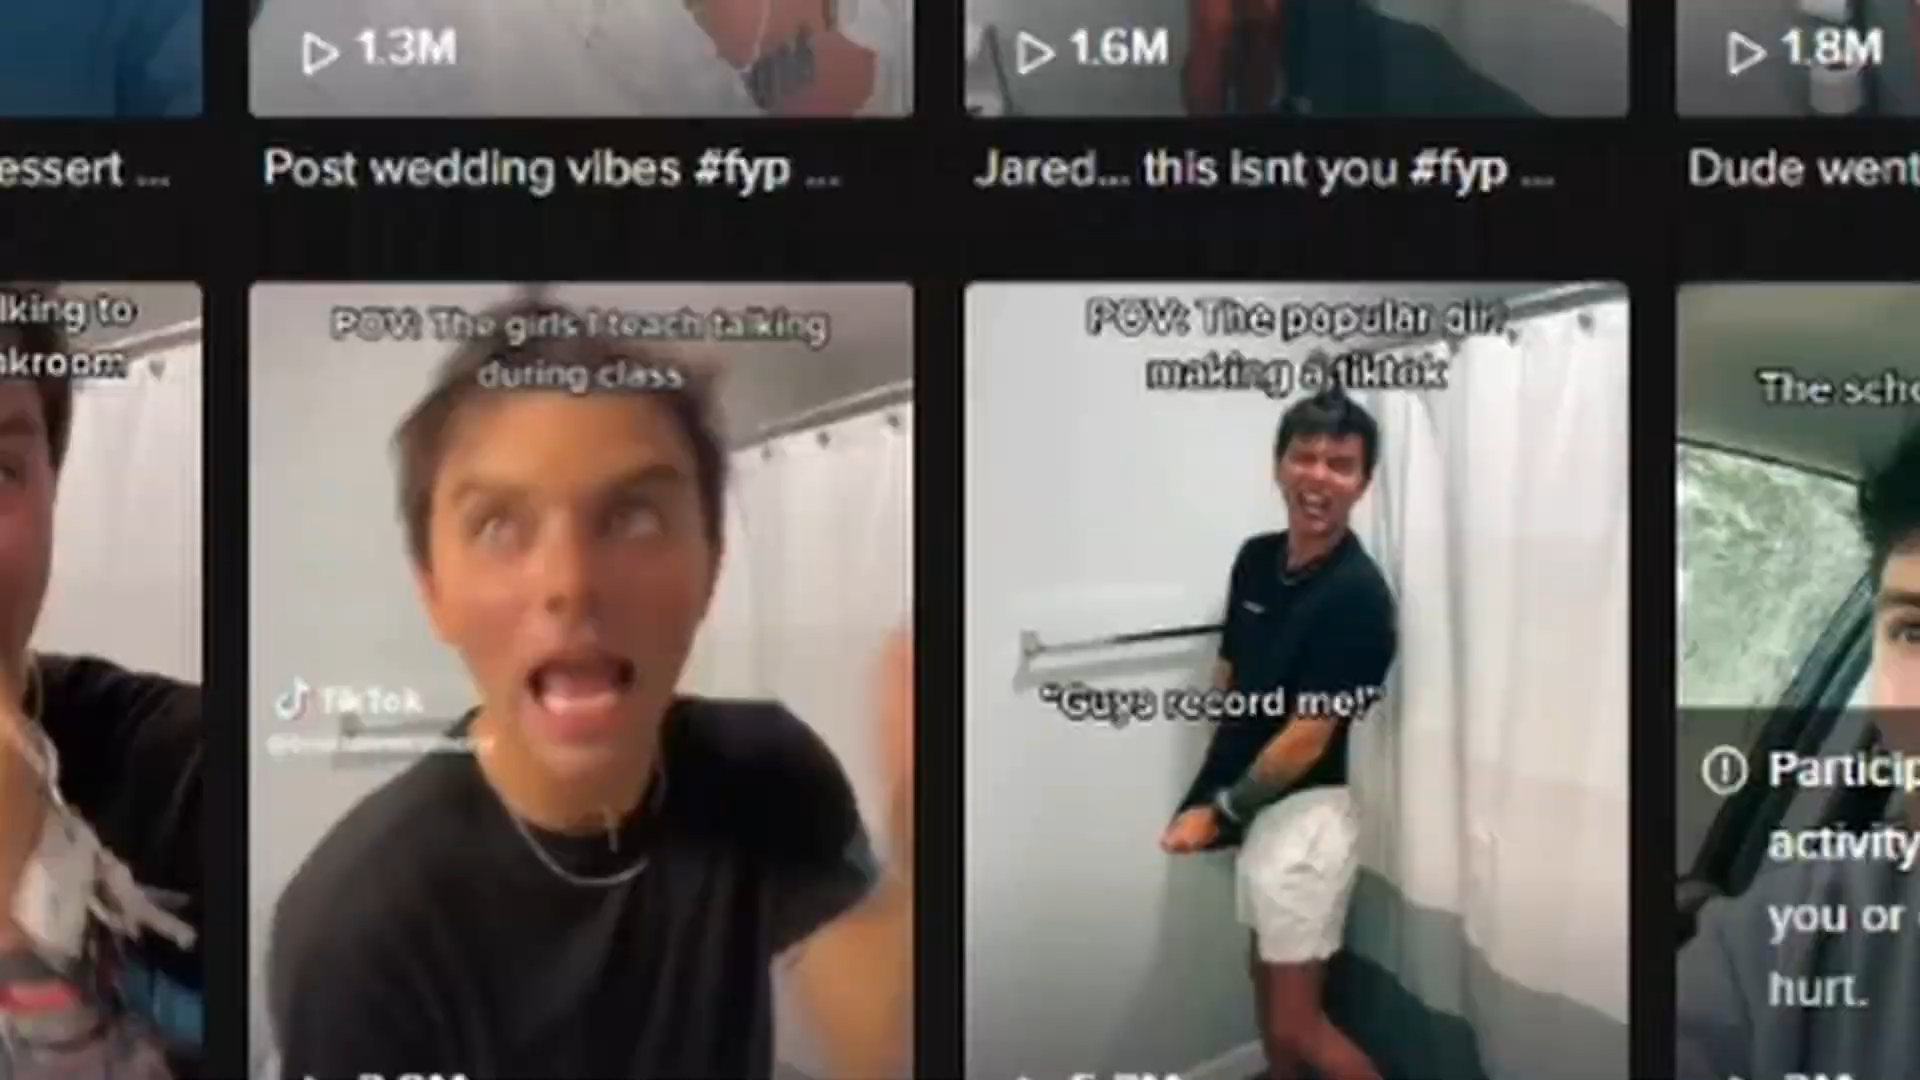 1.3M
1.6M
1.8M
essert ...
Post wedding vibes #fyp ...
Jared... this isnt you #fyp ...
Dude went
lking to
kroom
POV: The girls I teach talking
during class
POV: The popular girl
making a tiktok
The scho
TikTok
"Guys record me!"
Particip
activity
you or
hurt.